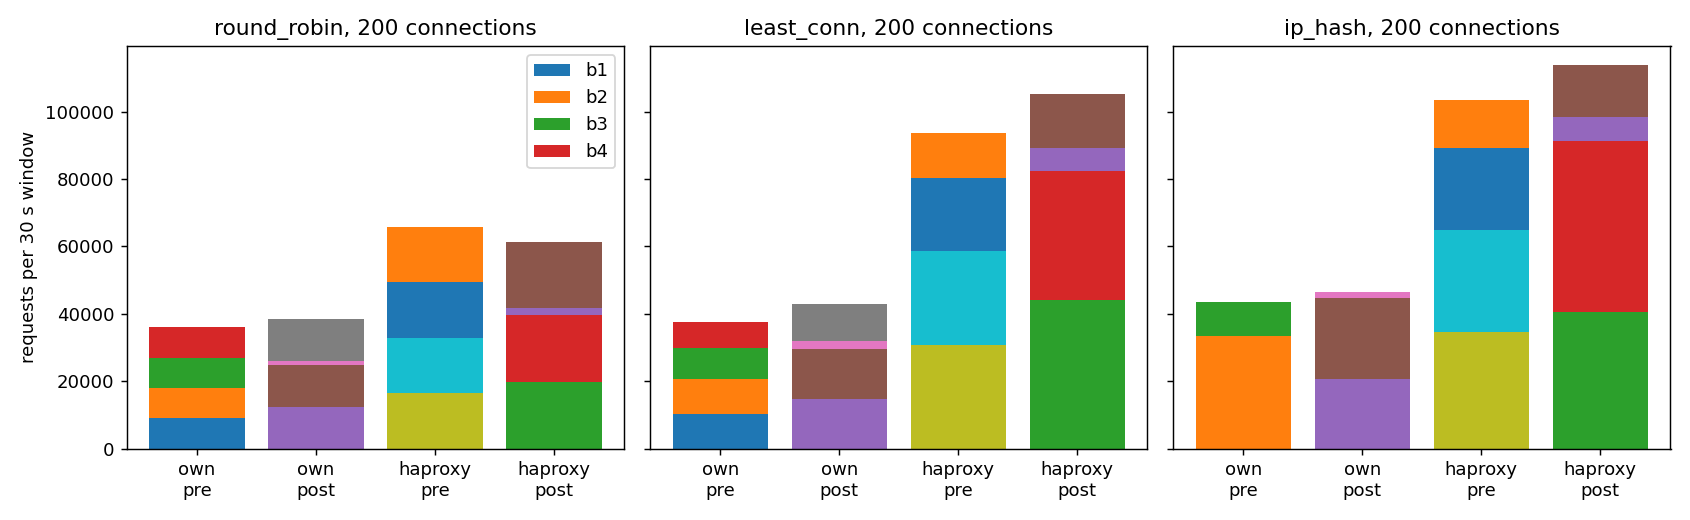 round_robin, 200 connections
least_conn, 200 connections
ip_hash, 200 connections
requests per 30 s window
100000
80000
60000
40000
20000
0
b1
b2
b3
b4
own
pre
own
post
haproxy
pre
haproxy
post
own
pre
own
post
haproxy
pre
haproxy
post
own
pre
own
post
haproxy
pre
haproxy
post